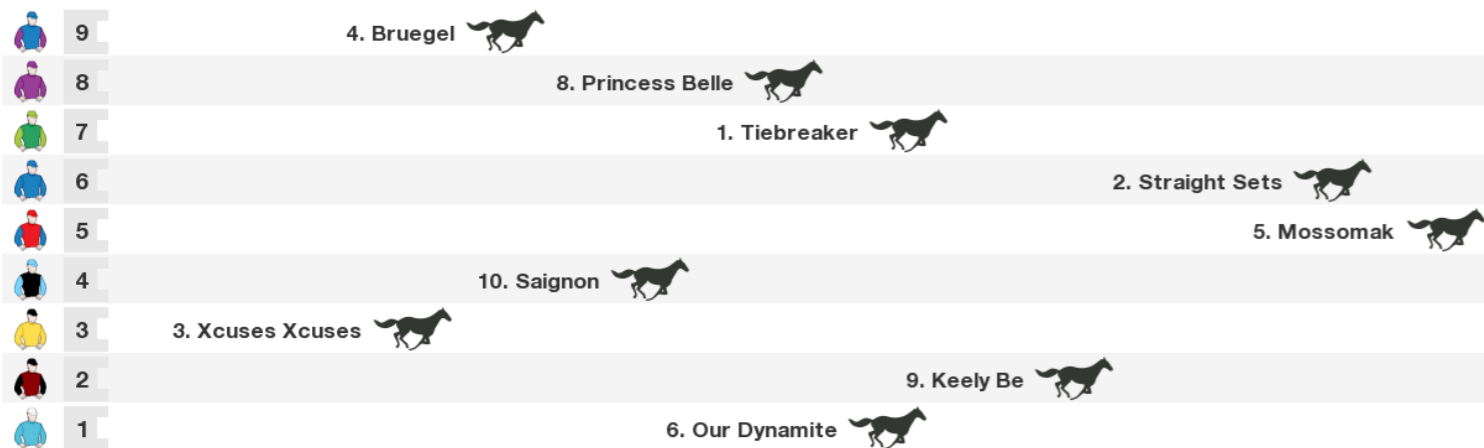 9 4. Bruegel
8 8. Princess Belle
7 1. Tiebreaker
6 2. Straight Sets
5 5. Mossomak
4 10. Saignon
3 3. Xcuses Xcuses
2 9. Keely Be
1 6. Our Dynamite